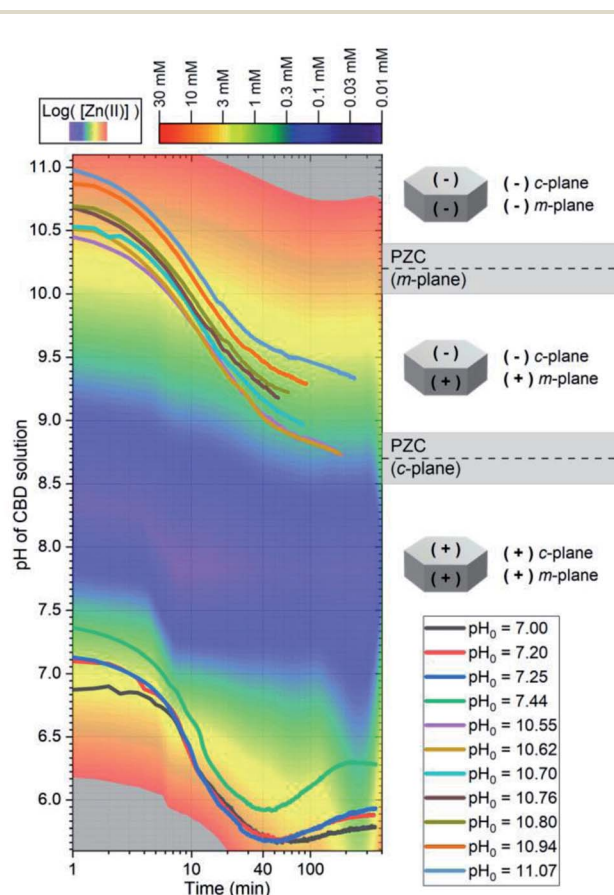 30 mM
10 mM
3 mM
1 mM
0.3 mM
0.1 mM
0.03 mM
0.01 mM
Log( [Zn(II)] )
11.0
10.5
10.0
9.5
9.0
8.5
8.0
7.5
7.0
6.5
6.0
pH of CBD solution
1
10
40
100
Time (min)
(-)
(-)
(-) c-plane
(-) m-plane
PZC
(m-plane)
(-)
(+)
(-) c-plane
(+) m-plane
PZC
(c-plane)
(+)
(+)
(+) c-plane
(+) m-plane
pH₀ = 7.00
pH₀ = 7.20
pH₀ = 7.25
pH₀ = 7.44
pH₀ = 10.55
pH₀ = 10.62
pH₀ = 10.70
pH₀ = 10.76
pH₀ = 10.80
pH₀ = 10.94
pH₀ = 11.07